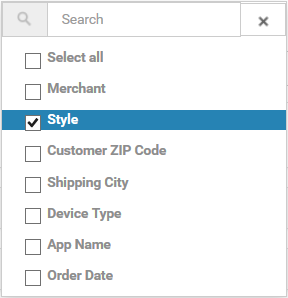 Search
Select all
Merchant
Style
Customer ZIP Code
Shipping City
Device Type
App Name
Order Date